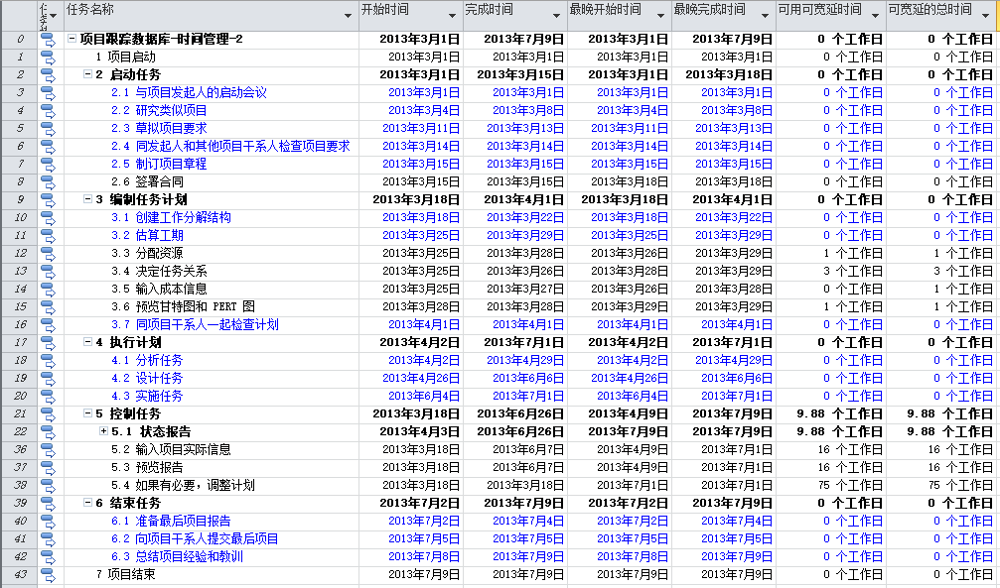 任务名称 开始时间 完成时间 最晚开始时间 最晚完成时间 可用可宽延时间 可宽延的总时间
0 项目跟踪数据库-时间管理-2 2013年3月1日 2013年7月9日 2013年3月1日 2013年7月9日 0 个工作日 0 个工作日
1 1 项目启动 2013年3月1日 2013年3月1日 2013年3月1日 2013年3月1日 0 个工作日 0 个工作日
2 2 启动任务 2013年3月1日 2013年3月15日 2013年3月1日 2013年3月18日 0 个工作日 0 个工作日
3 2.1 与项目发起人的启动会议 2013年3月1日 2013年3月1日 2013年3月1日 2013年3月1日 0 个工作日 0 个工作日
4 2.2 研究类似项目 2013年3月4日 2013年3月8日 2013年3月4日 2013年3月8日 0 个工作日 0 个工作日
5 2.3 草拟项目要求 2013年3月11日 2013年3月13日 2013年3月11日 2013年3月13日 0 个工作日 0 个工作日
6 2.4 同发起人和其他项目干系人检查项目要求 2013年3月14日 2013年3月14日 2013年3月14日 2013年3月14日 0 个工作日 0 个工作日
7 2.5 制订项目章程 2013年3月15日 2013年3月15日 2013年3月15日 2013年3月15日 0 个工作日 0 个工作日
8 2.6 签署合同 2013年3月15日 2013年3月15日 2013年3月18日 2013年3月18日 0 个工作日 0 个工作日
9 3 编制任务计划 2013年3月18日 2013年4月1日 2013年3月18日 2013年4月1日 0 个工作日 0 个工作日
10 3.1 创建工作分解结构 2013年3月18日 2013年3月22日 2013年3月18日 2013年3月22日 0 个工作日 0 个工作日
11 3.2 估算工期 2013年3月25日 2013年3月29日 2013年3月25日 2013年3月29日 0 个工作日 0 个工作日
12 3.3 分配资源 2013年3月25日 2013年3月28日 2013年3月26日 2013年3月29日 1 个工作日 1 个工作日
13 3.4 决定任务关系 2013年3月25日 2013年3月26日 2013年3月28日 2013年3月29日 3 个工作日 3 个工作日
14 3.5 输入成本信息 2013年3月25日 2013年3月27日 2013年3月26日 2013年3月28日 0 个工作日 1 个工作日
15 3.6 预览甘特图和 PERT 图 2013年3月28日 2013年3月28日 2013年3月29日 2013年3月29日 1 个工作日 1 个工作日
16 3.7 同项目干系人一起检查计划 2013年4月1日 2013年4月1日 2013年4月1日 2013年4月1日 0 个工作日 0 个工作日
17 4 执行计划 2013年4月2日 2013年7月1日 2013年4月2日 2013年7月1日 0 个工作日 0 个工作日
18 4.1 分析任务 2013年4月2日 2013年4月29日 2013年4月2日 2013年4月29日 0 个工作日 0 个工作日
19 4.2 设计任务 2013年4月26日 2013年6月6日 2013年4月26日 2013年6月6日 0 个工作日 0 个工作日
20 4.3 实施任务 2013年6月4日 2013年7月1日 2013年6月4日 2013年7月1日 0 个工作日 0 个工作日
21 5 控制任务 2013年3月18日 2013年6月26日 2013年4月9日 2013年7月9日 9.88 个工作日 9.88 个工作日
22 5.1 状态报告 2013年4月3日 2013年6月26日 2013年7月9日 2013年7月9日 9.88 个工作日 9.88 个工作日
36 5.2 输入项目实际信息 2013年3月18日 2013年6月7日 2013年4月9日 2013年7月1日 16 个工作日 16 个工作日
37 5.3 预览报告 2013年3月18日 2013年6月7日 2013年4月9日 2013年7月1日 16 个工作日 16 个工作日
38 5.4 如果有必要，调整计划 2013年3月18日 2013年3月18日 2013年7月1日 2013年7月1日 75 个工作日 75 个工作日
39 6 结束任务 2013年7月2日 2013年7月9日 2013年7月2日 2013年7月9日 0 个工作日 0 个工作日
40 6.1 准备最后项目报告 2013年7月2日 2013年7月4日 2013年7月2日 2013年7月4日 0 个工作日 0 个工作日
41 6.2 向项目干系人提交最后项目 2013年7月5日 2013年7月5日 2013年7月5日 2013年7月5日 0 个工作日 0 个工作日
42 6.3 总结项目经验和教训 2013年7月8日 2013年7月9日 2013年7月8日 2013年7月9日 0 个工作日 0 个工作日
43 7 项目结束 2013年7月9日 2013年7月9日 2013年7月9日 2013年7月9日 0 个工作日 0 个工作日